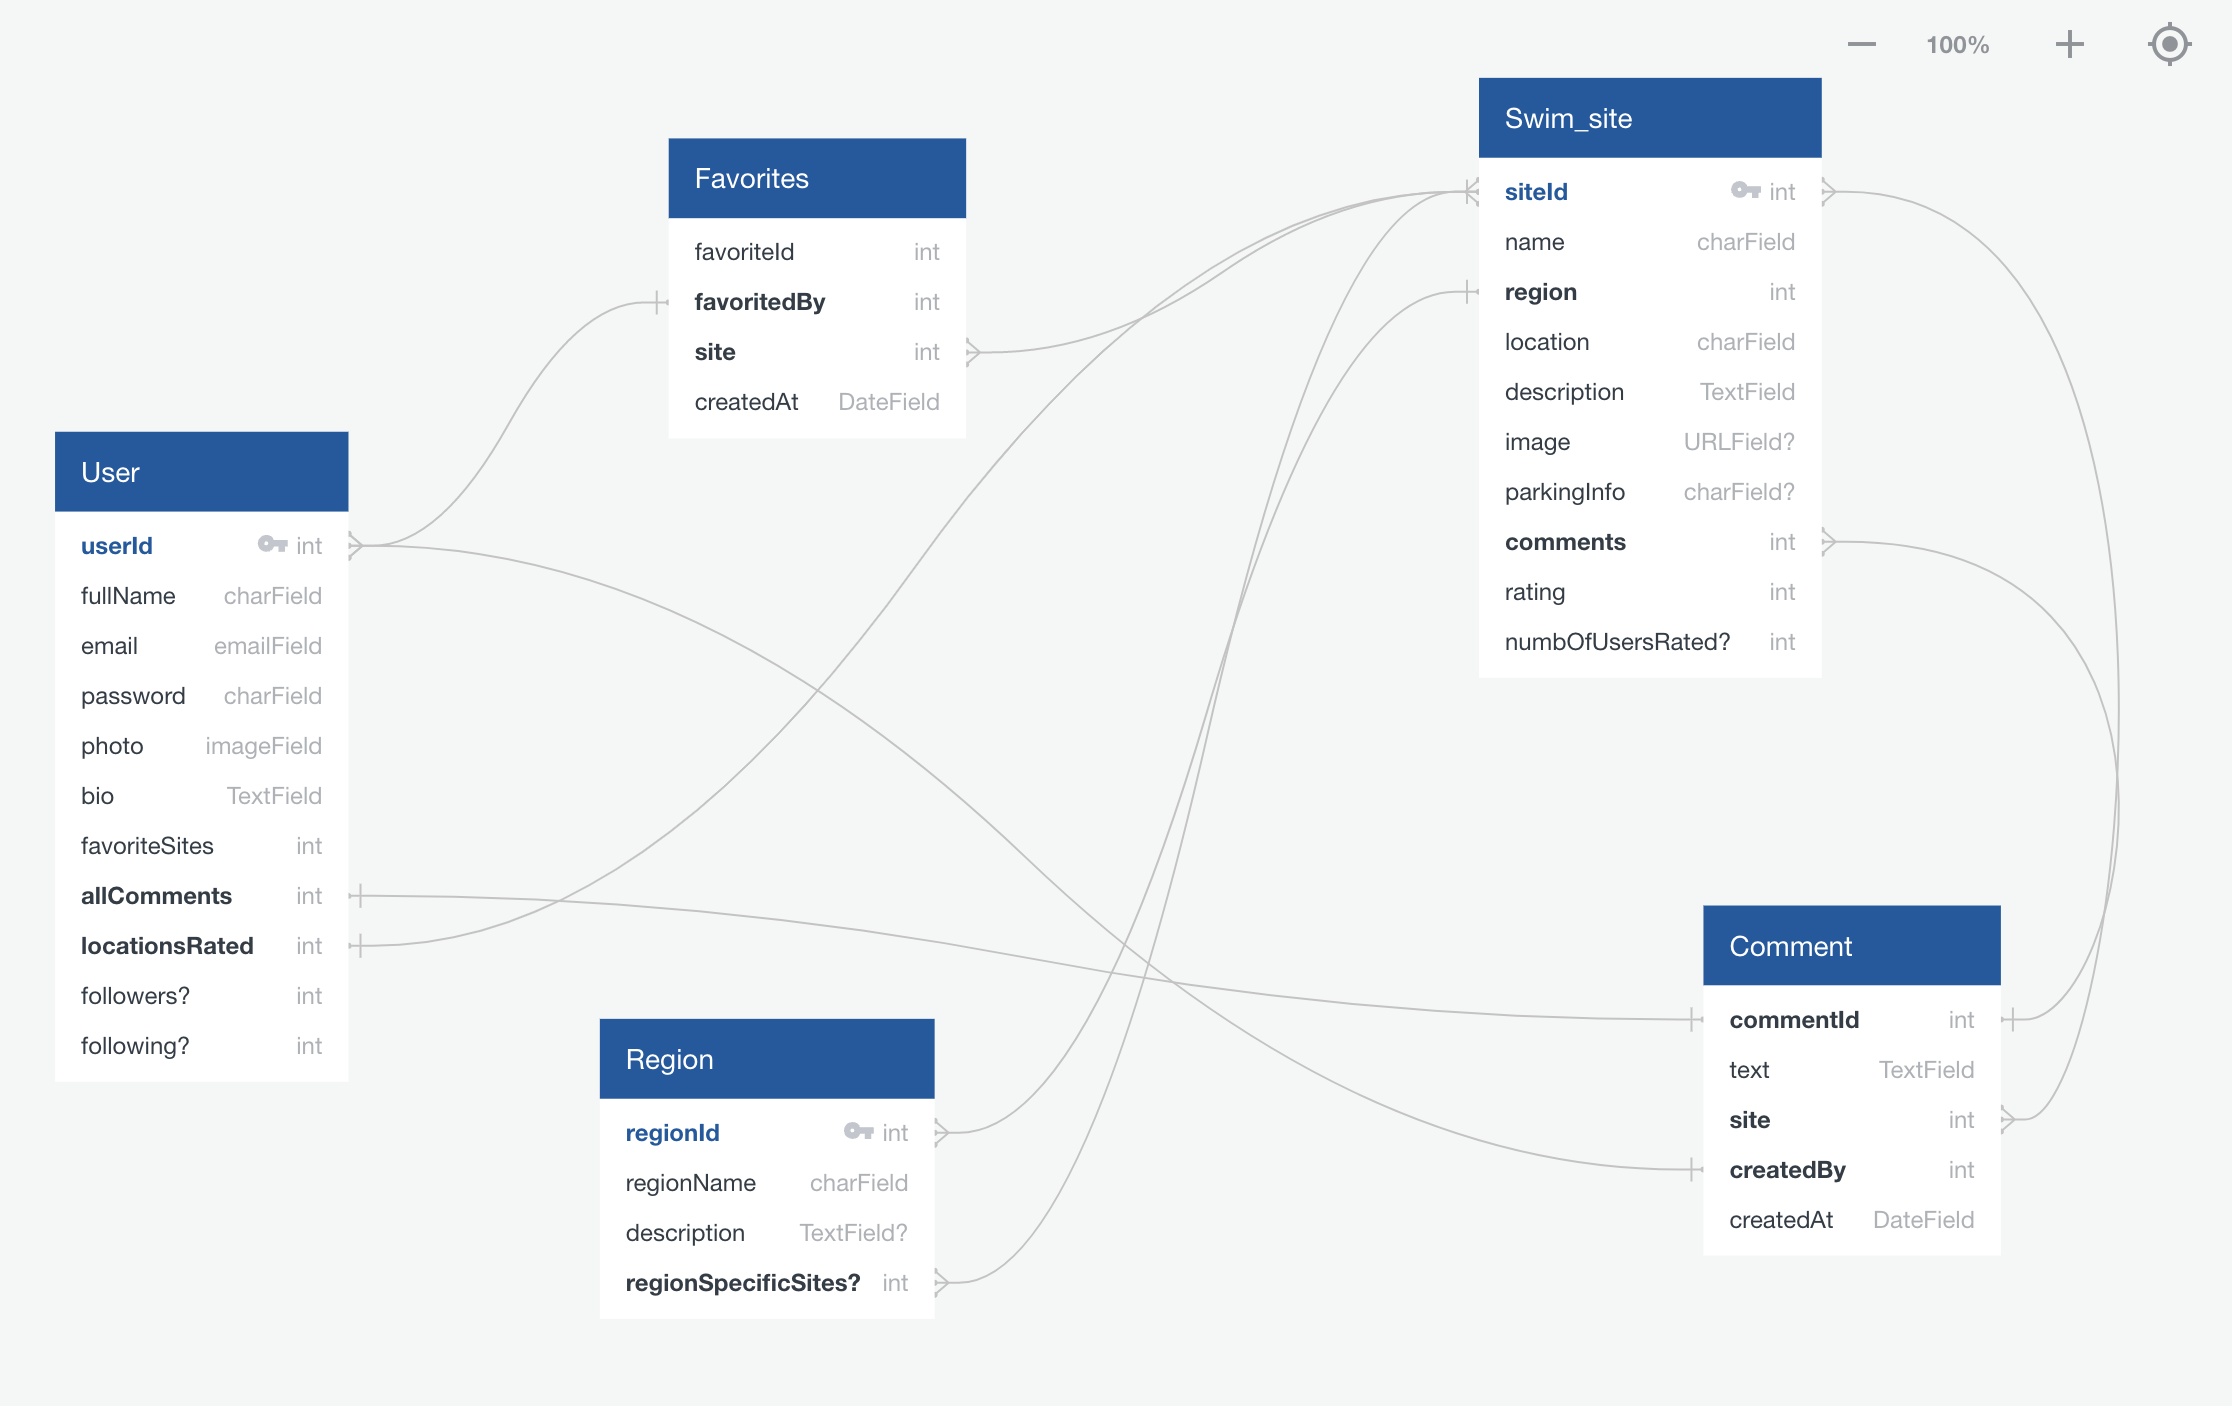 100%
Swim_site
siteId int
name charField
region int
location charField
description TextField
image URLField?
parkingInfo charField?
comments int
rating int
numbOfUsersRated? int
Favorites
favoriteId int
favoritedBy int
site int
createdAt DateField
User
userId int
fullName charField
email emailField
password charField
photo imageField
bio TextField
favoriteSites int
allComments int
locationsRated int
followers? int
following? int
Region
regionId int
regionName charField
description TextField?
regionSpecificSites? int
Comment
commentId int
text TextField
site int
createdBy int
createdAt DateField